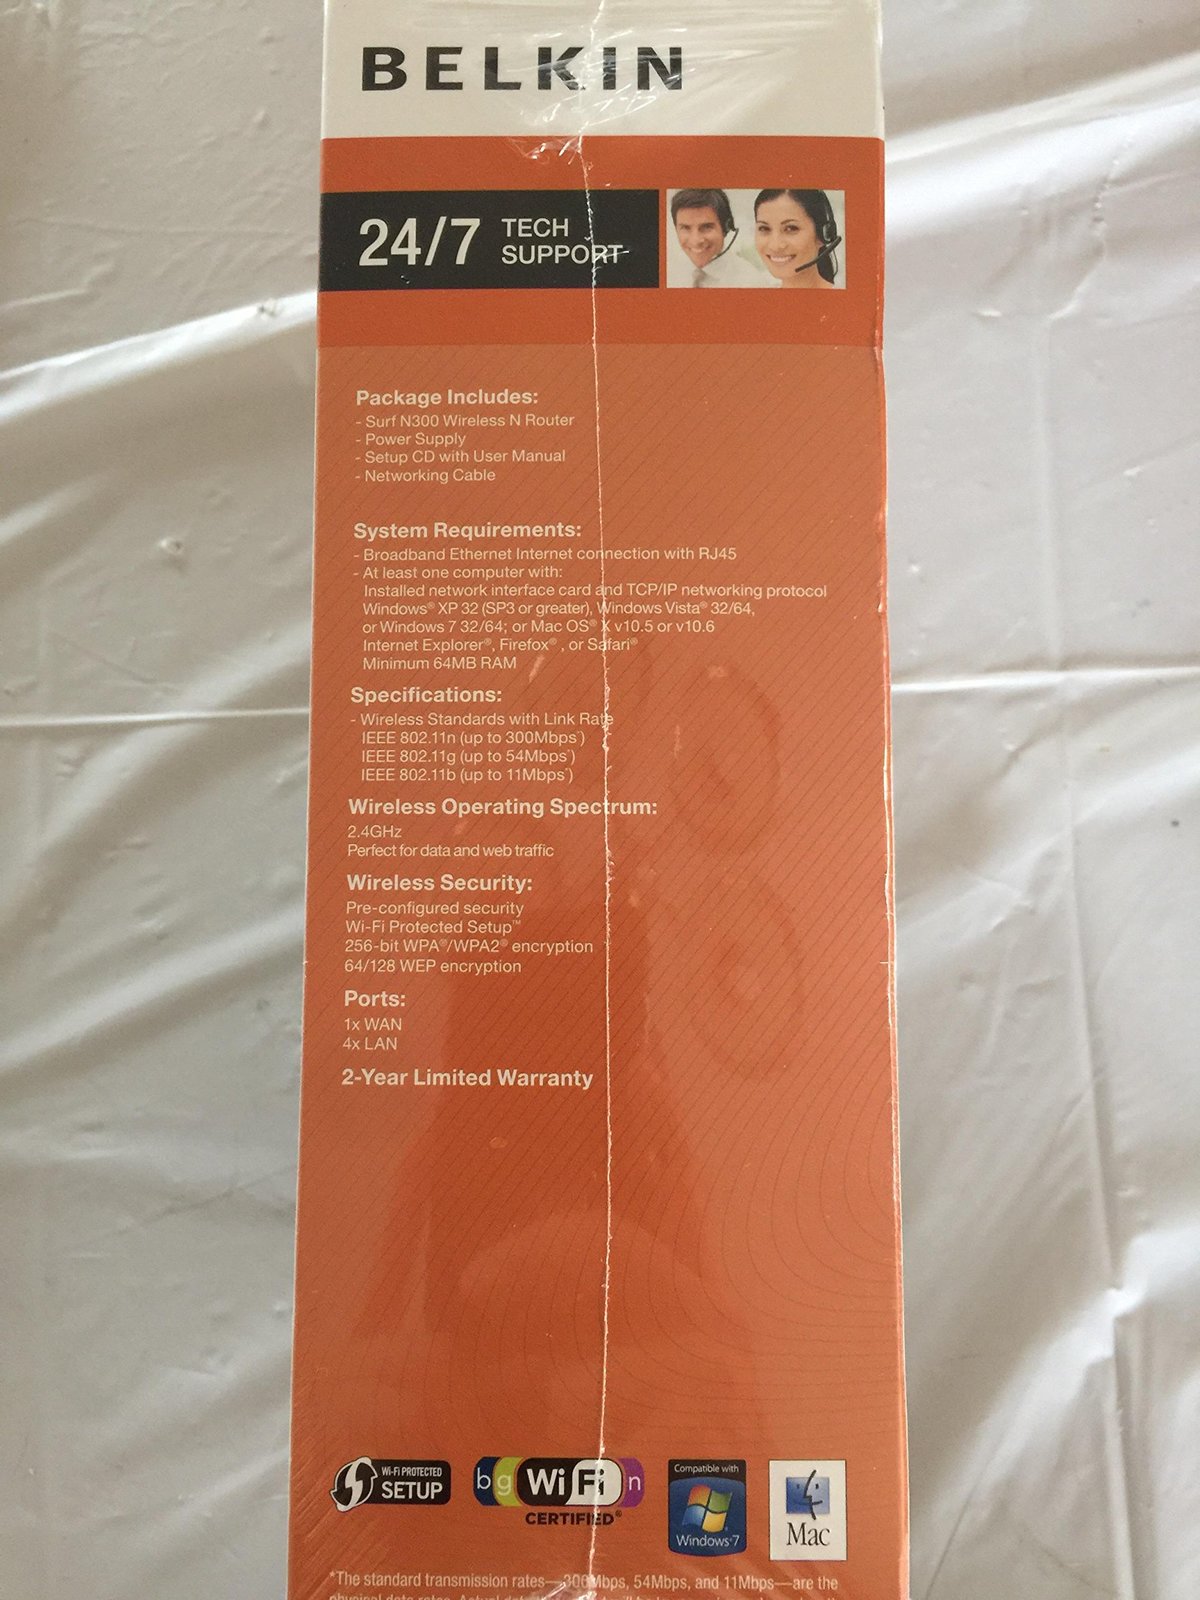 BELKIN
24/7 TECH
SUPPORT
Package Includes:
- Surf N300 Wireless N Router
- Power Supply
- Setup CD with User Manual
- Networking Cable
System Requirements:
- Broadband Ethernet Internet connection with RJ45
- At least one computer with:
Installed network interface card and TCP/IP networking protocol
Windows® XP 32 (SP3 or greater), Windows Vista® 32/64,
or Windows 7 32/64; or Mac OS® X v10.5 or v10.6
Internet Explorer®, Firefox® , or Safari®
Minimum 64MB RAM
Specifications:
- Wireless Standards with Link Rate
IEEE 802.11n (up to 300Mbps*)
IEEE 802.11g (up to 54Mbps*)
IEEE 802.11b (up to 11Mbps*)
Wireless Operating Spectrum:
2.4GHz
Perfect for data and web traffic
Wireless Security:
Pre-configured security
Wi-Fi Protected Setup™
256-bit WPA®/WPA2® encryption
64/128 WEP encryption
Ports:
1x WAN
4x LAN
2-Year Limited Warranty
Wi-Fi PROTECTED
SETUP
b g Wi Fi n
CERTIFIED®
Compatible with
Windows® 7
Mac
*The standard transmission rates—300Mbps, 54Mbps, and 11Mbps—are the
physical data rates. Actual